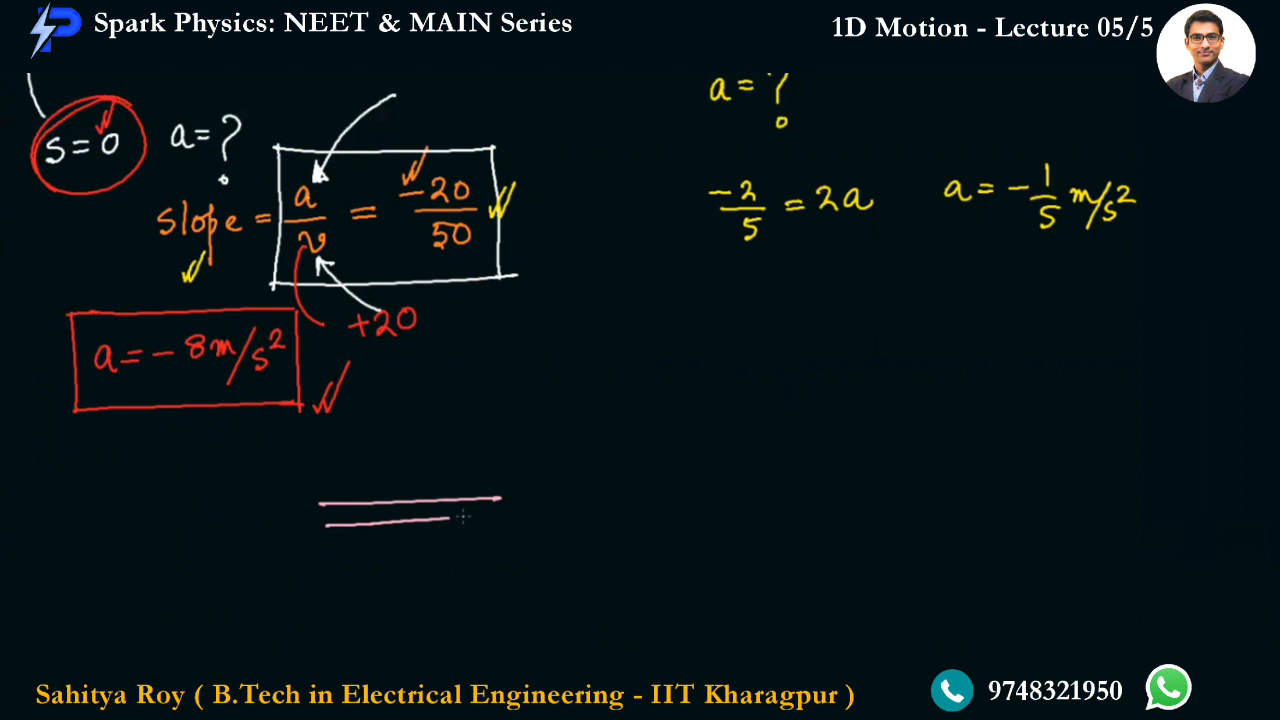 Spark Physics: NEET & MAIN Series
1D Motion - Lecture 05/5
s=0 a=?
slope = a/v = -20/50
+20
a = - 8 m/s²
a = ?
-2/5 = 2a a = - 1/5 m/s²
Sahitya Roy ( B.Tech in Electrical Engineering - IIT Kharagpur )
9748321950